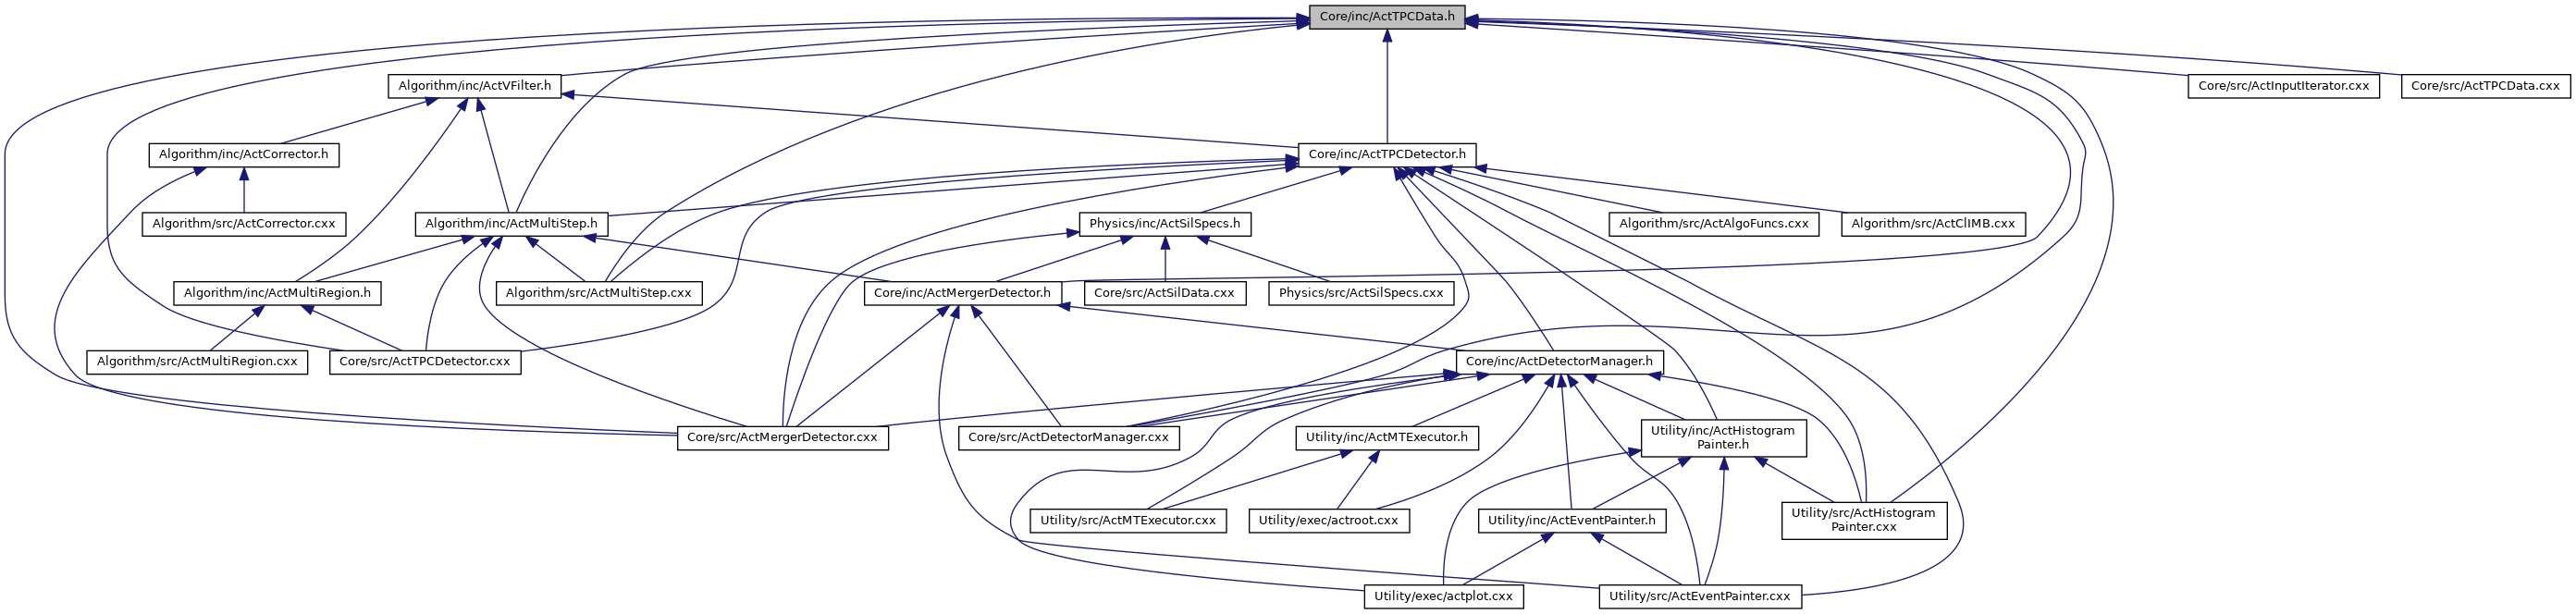 Core/inc/ActTPCData.h
Algorithm/inc/ActVFilter.h
Core/src/ActInputIterator.cxx
Core/src/ActTPCData.cxx
Algorithm/inc/ActCorrector.h
Core/inc/ActTPCDetector.h
Algorithm/src/ActCorrector.cxx
Algorithm/inc/ActMultiStep.h
Physics/inc/ActSilSpecs.h
Algorithm/src/ActAlgoFuncs.cxx
Algorithm/src/ActClIMB.cxx
Algorithm/inc/ActMultiRegion.h
Algorithm/src/ActMultiStep.cxx
Core/inc/ActMergerDetector.h
Core/src/ActSilData.cxx
Physics/src/ActSilSpecs.cxx
Algorithm/src/ActMultiRegion.cxx
Core/src/ActTPCDetector.cxx
Core/inc/ActDetectorManager.h
Core/src/ActMergerDetector.cxx
Core/src/ActDetectorManager.cxx
Utility/inc/ActMTExecutor.h
Utility/inc/ActHistogram
Painter.h
Utility/src/ActMTExecutor.cxx
Utility/exec/actroot.cxx
Utility/inc/ActEventPainter.h
Utility/src/ActHistogram
Painter.cxx
Utility/exec/actplot.cxx
Utility/src/ActEventPainter.cxx